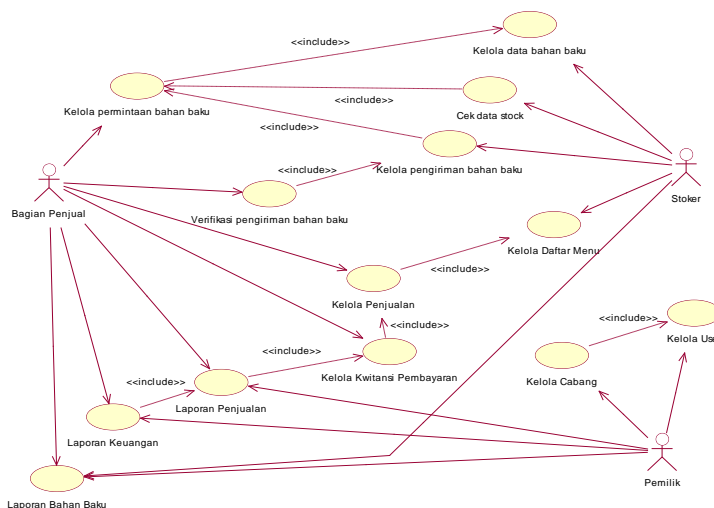 <<include>>
Kelola data bahan baku
<<include>>
Kelola permintaan bahan baku
Cek data stock
<<include>>
<<include>>
Kelola pengiriman bahan baku
Stoker
Bagian Penjual
Verifikasi pengiriman bahan baku
Kelola Daftar Menu
<<include>>
Kelola Penjualan
<<include>>
<<include>>
Kelola Use
<<include>>
Kelola Kwitansi Pembayaran
<<include>>
Kelola Cabang
Laporan Penjualan
Laporan Keuangan
Pemilik
Laporan Bahan Baku